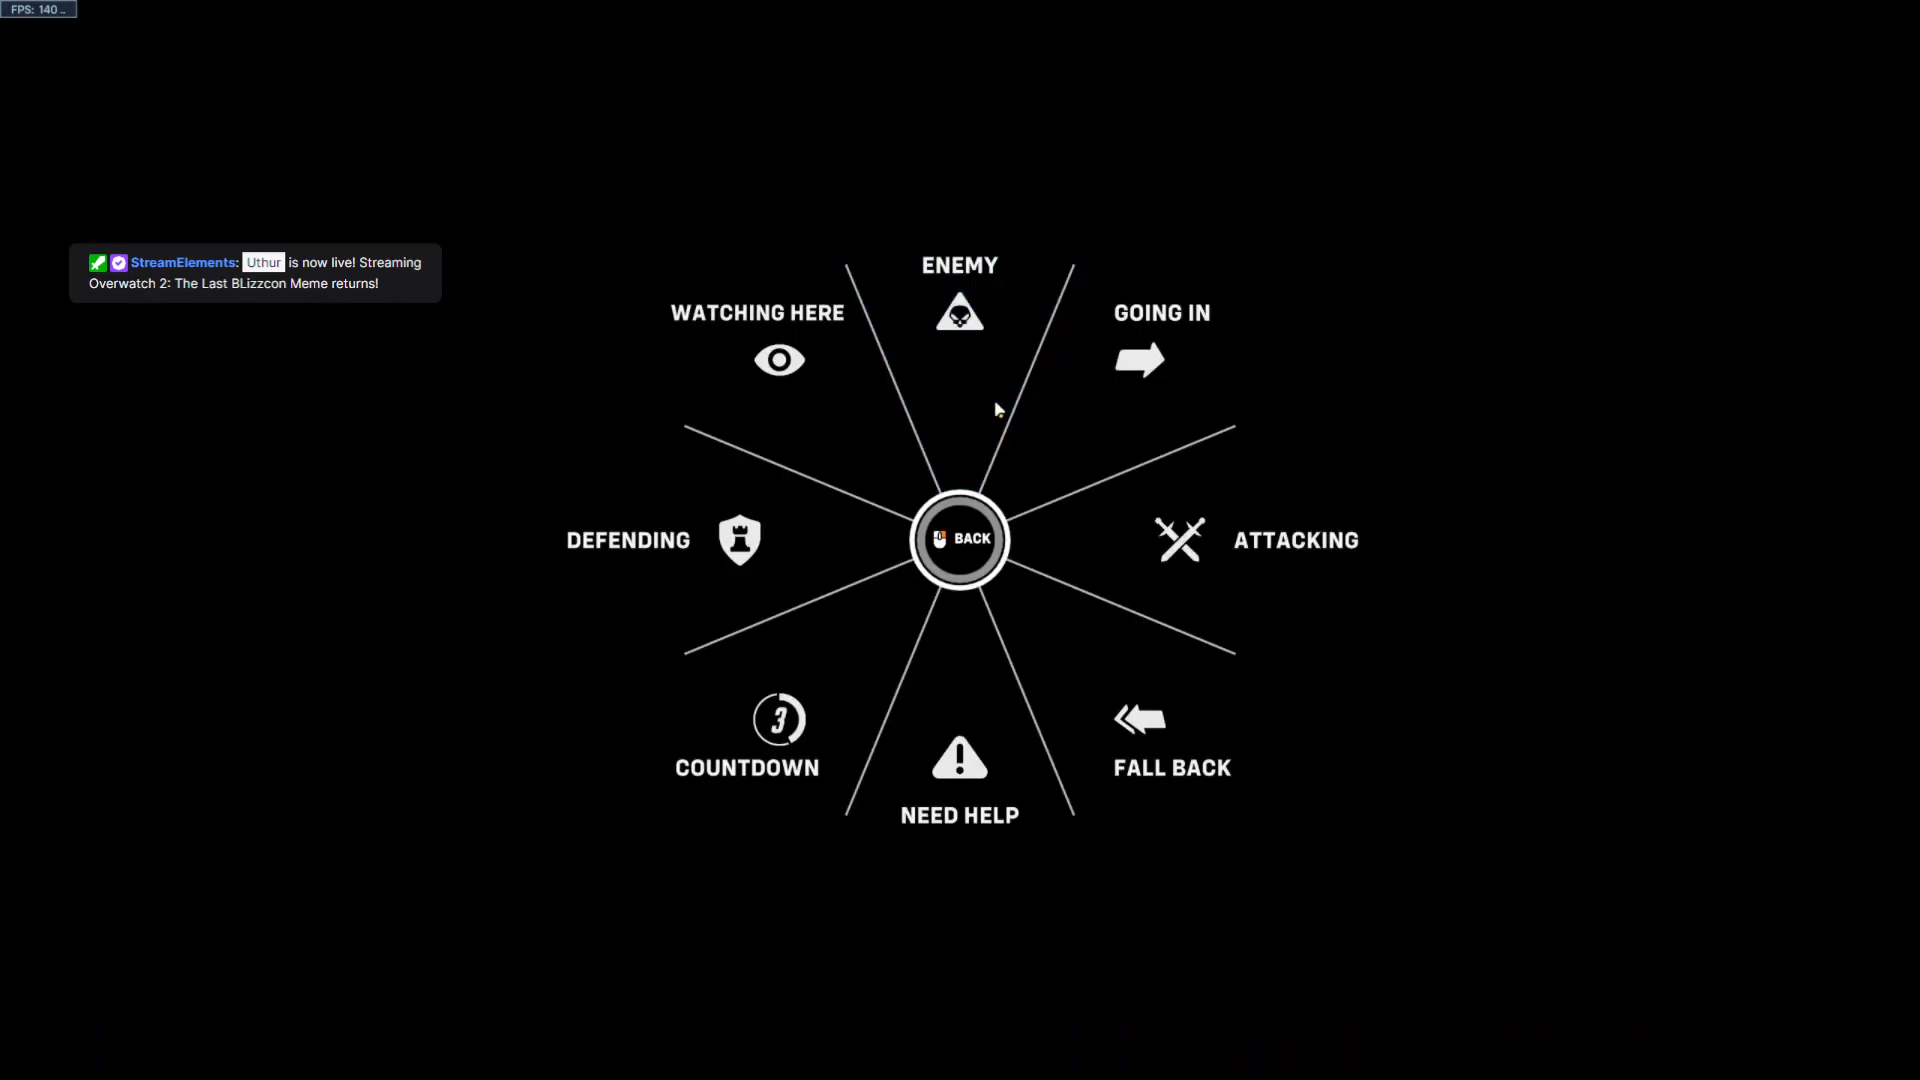 FPS: 140 ..
StreamElements: Uthur is now live! Streaming
Overwatch 2: The Last BLizzcon Meme returns!
ENEMY
WATCHING HERE
GOING IN
DEFENDING
BACK
ATTACKING
3
COUNTDOWN
FALL BACK
NEED HELP